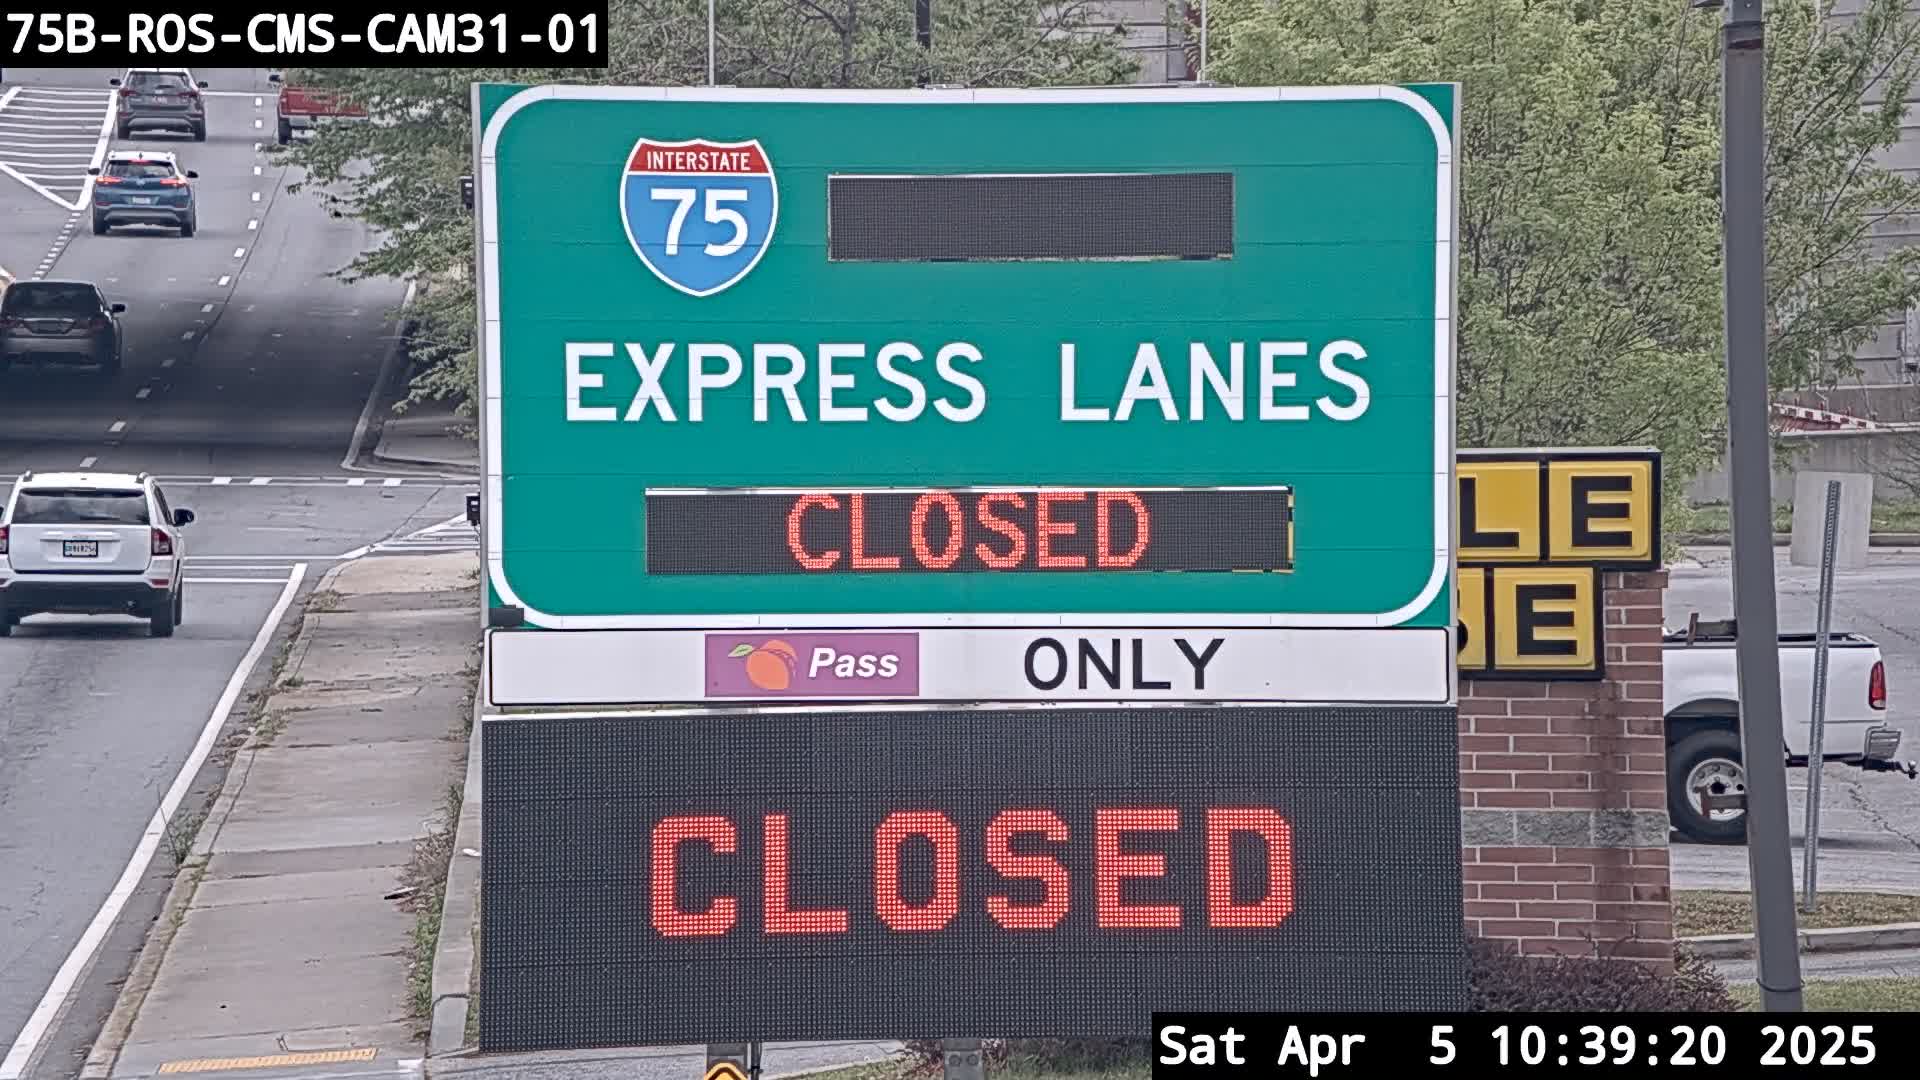 75B-ROS-CMS-CAM31-01
INTERSTATE
75
EXPRESS LANES
CLOSED
Pass ONLY
CLOSED
LE
E
Sat Apr 5 10:39:20 2025